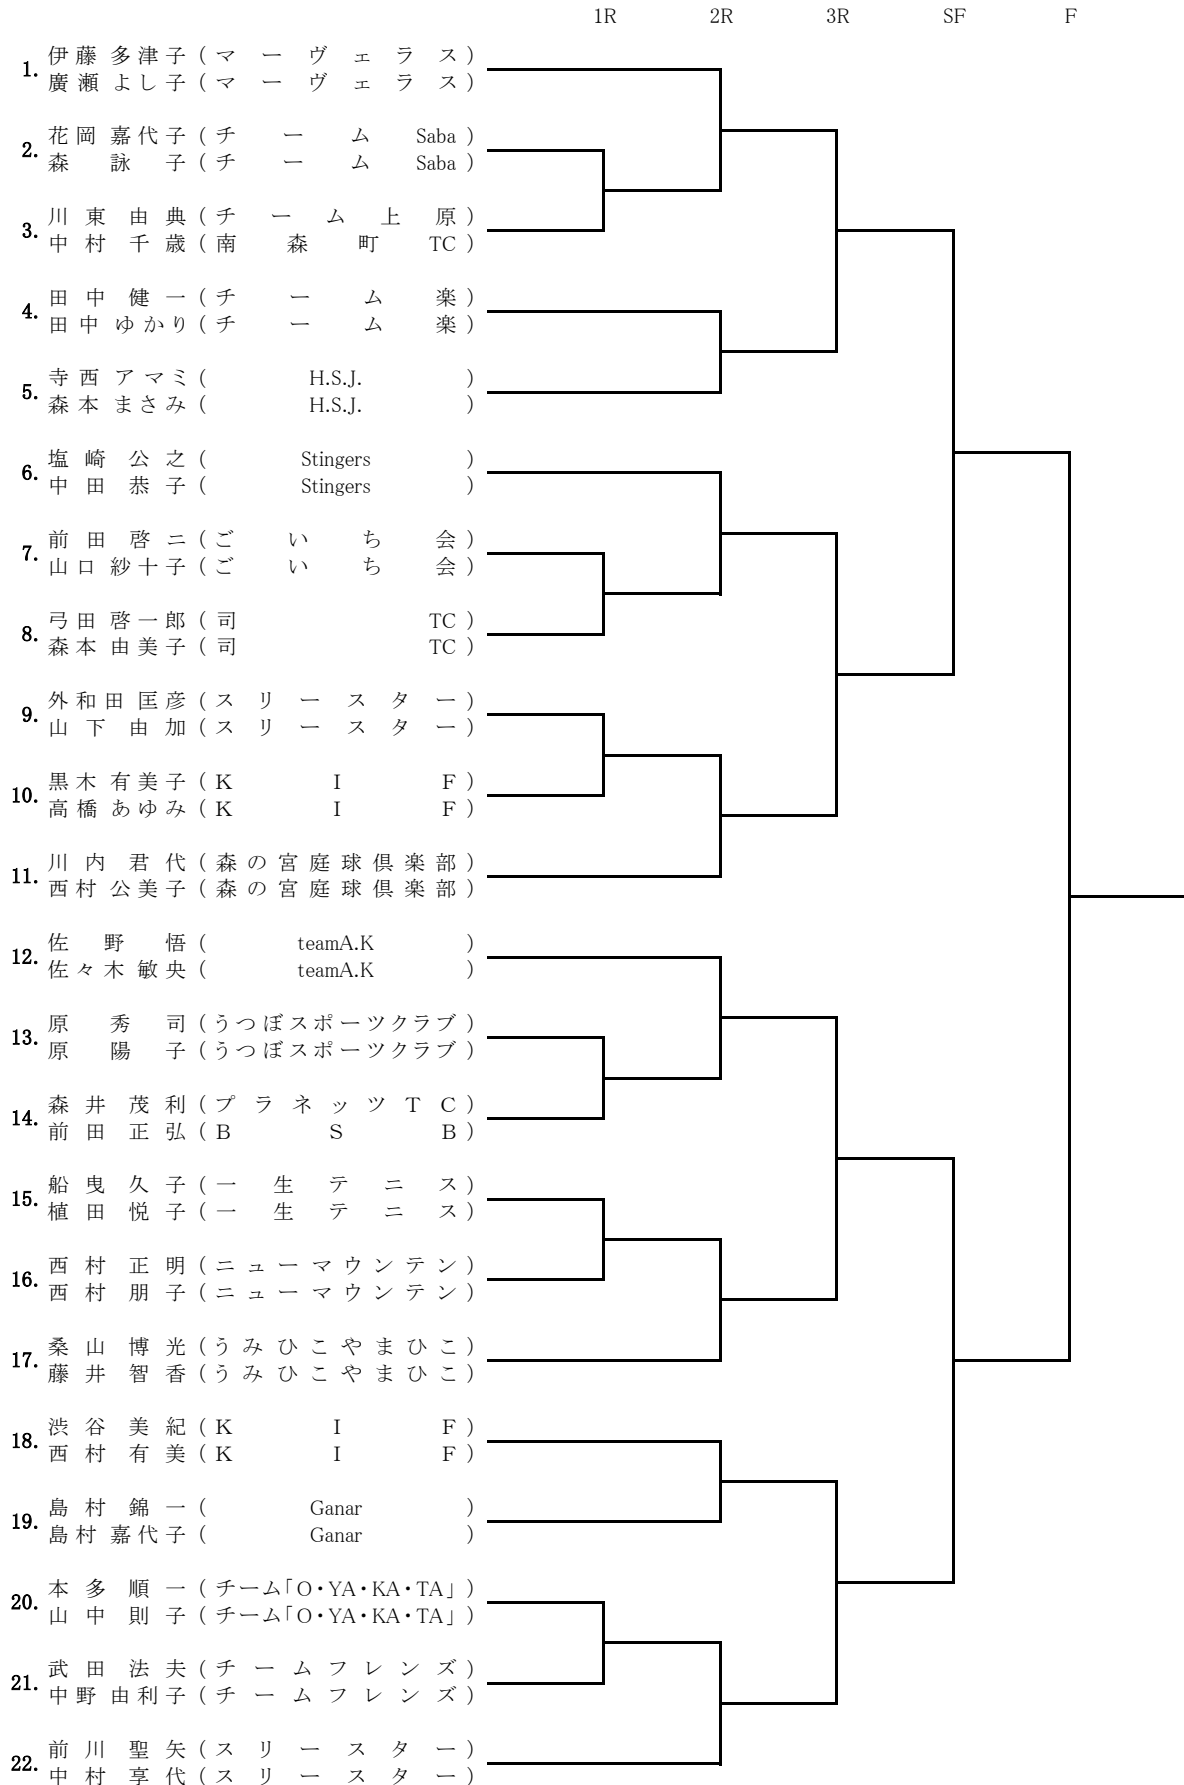 1R 2R 3R SF F
1. 伊藤 多津子 ( マーヴェラス )
廣瀬 よし子 ( マーヴェラス )
2. 花岡 嘉代子 ( チーム Saba )
森 詠子 ( チーム Saba )
3. 川東 由典 ( チーム上原 )
中村 千歳 ( 南森町 TC )
4. 田中 健一 ( チーム楽 )
田中 ゆかり ( チーム楽 )
5. 寺西 アマミ ( H.S.J. )
森本 まさみ ( H.S.J. )
6. 塩崎 公之 ( Stingers )
中田 恭子 ( Stingers )
7. 前田 啓ニ ( ごいち会 )
山口 紗十子 ( ごいち会 )
8. 弓田 啓一郎 ( 司 TC )
森本 由美子 ( 司 TC )
9. 外和田 匡彦 ( スリースター )
山下 由加 ( スリースター )
10. 黒木 有美子 ( KIF )
高橋 あゆみ ( KIF )
11. 川内 君代 ( 森の宮庭球倶楽部 )
西村 公美子 ( 森の宮庭球倶楽部 )
12. 佐野 悟 ( teamA.K )
佐々木 敏央 ( teamA.K )
13. 原 秀司 ( うつぼスポーツクラブ )
原 陽子 ( うつぼスポーツクラブ )
14. 森井 茂利 ( プラネッツTC )
前田 正弘 ( BSB )
15. 船曳 久子 ( 一生テニス )
植田 悦子 ( 一生テニス )
16. 西村 正明 ( ニューマウンテン )
西村 朋子 ( ニューマウンテン )
17. 桑山 博光 ( うみひこやまひこ )
藤井 智香 ( うみひこやまひこ )
18. 渋谷 美紀 ( KIF )
西村 有美 ( KIF )
19. 島村 錦一 ( Ganar )
島村 嘉代子 ( Ganar )
20. 本多 順一 ( チーム「O・YA・KA・TA」 )
山中 則子 ( チーム「O・YA・KA・TA」 )
21. 武田 法夫 ( チームフレンズ )
中野 由利子 ( チームフレンズ )
22. 前川 聖矢 ( スリースター )
中村 享代 ( スリースター )